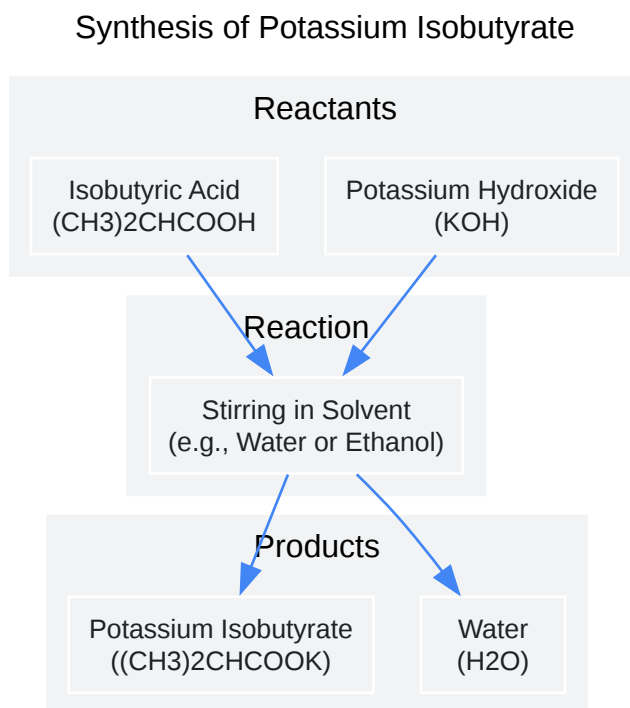 Synthesis of Potassium Isobutyrate
Reactants
Isobutyric Acid
(CH3)2CHCOOH
Potassium Hydroxide
(KOH)
Reaction
Stirring in Solvent
(e.g., Water or Ethanol)
Products
Potassium Isobutyrate
((CH3)2CHCOOK)
Water
(H2O)